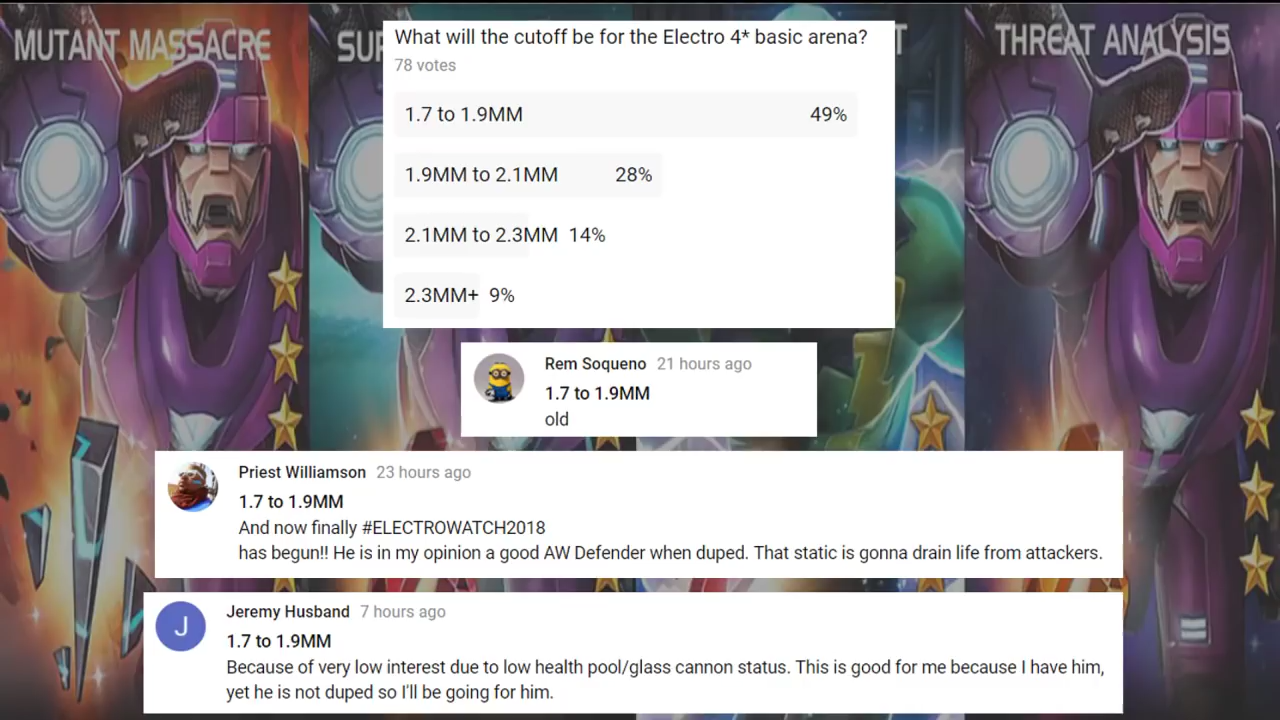 MUTANT MASSACRE
SUP
T
THREAT ANALYSIS
What will the cutoff be for the Electro 4* basic arena?
78 votes
1.7 to 1.9MM 49%
1.9MM to 2.1MM 28%
2.1MM to 2.3MM 14%
2.3MM+ 9%
Rem Soqueno 21 hours ago
1.7 to 1.9MM
old
Priest Williamson 23 hours ago
1.7 to 1.9MM
And now finally #ELECTROWATCH2018
has begun!! He is in my opinion a good AW Defender when duped. That static is gonna drain life from attackers.
J
Jeremy Husband 7 hours ago
1.7 to 1.9MM
Because of very low interest due to low health pool/glass cannon status. This is good for me because I have him,
yet he is not duped so I'll be going for him.